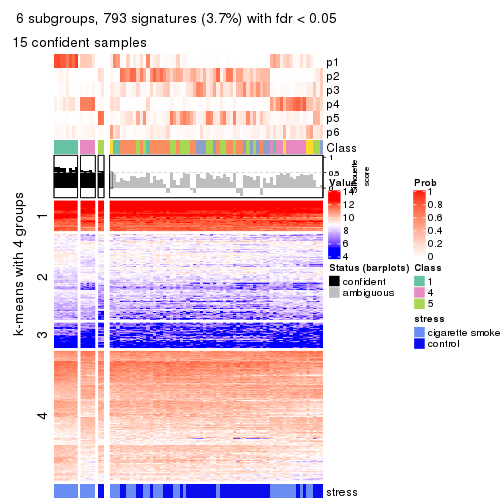 6 subgroups, 793 signatures (3.7%) with fdr < 0.05
15 confident samples
p1
p2
p3
p4
p5
p6
Class
1
0.5
0
silhouette
score
k-means with 4 groups
1
2
3
4
Value
14
12
10
8
6
4
Prob
1
0.8
0.6
0.4
0.2
0
Status (barplots)
confident
ambiguous
Class
1
4
5
stress
cigarette smoke
control
stress